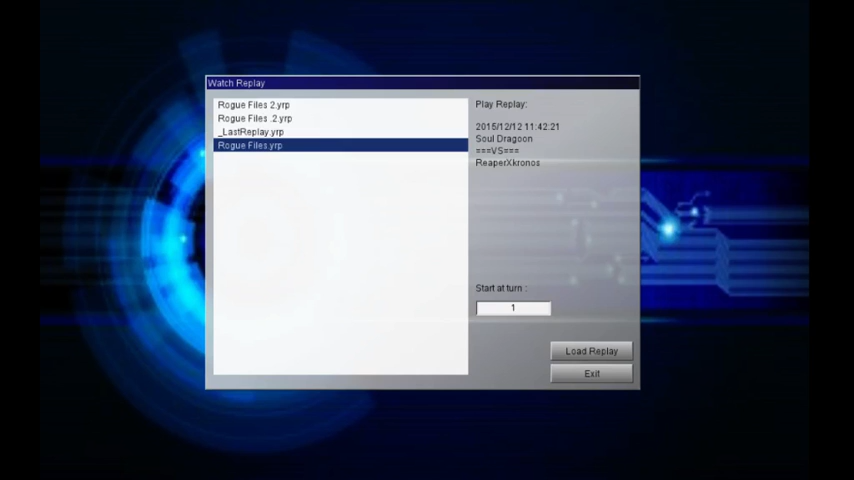 Watch Replay
Rogue Files 2.yrp
Rogue Files .2.yrp
_LastReplay.yrp
Rogue Files.yrp
Play Replay:
2015/12/12 11:42:21
Soul Dragoon
===VS===
ReaperXkronos
Start at turn :
1
Load Replay
Exit